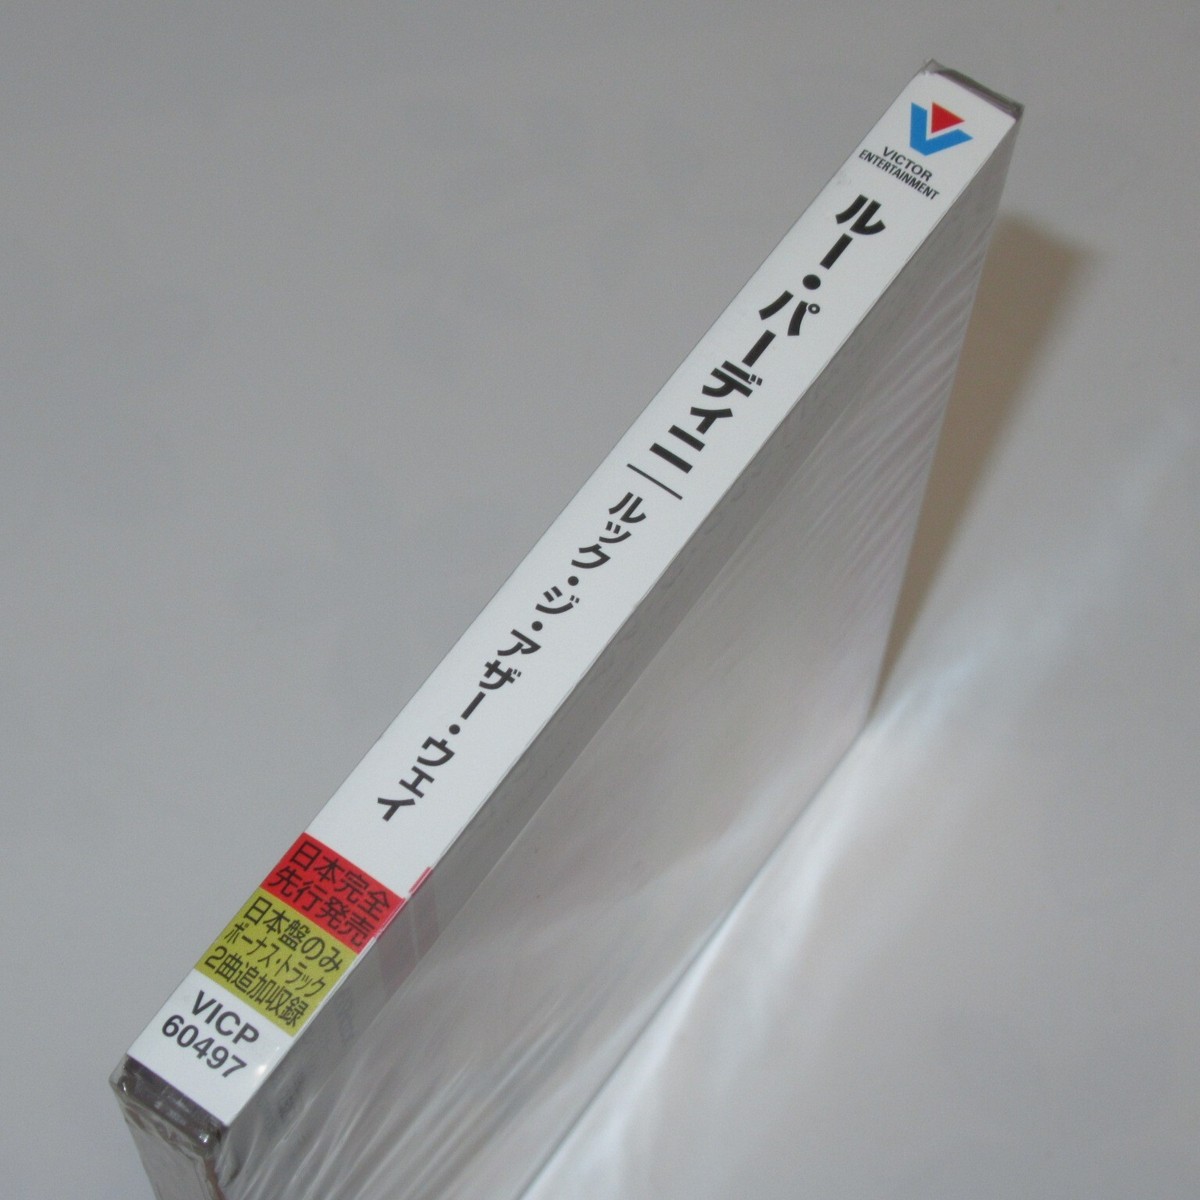 VICTOR
ENTERTAINMENT
ルー・パーディニ
ルック・ジ・アザー・ウェイ
日本完全
先行発売
日本盤のみ
ボーナス・トラック
2曲追加収録
VICP
60497